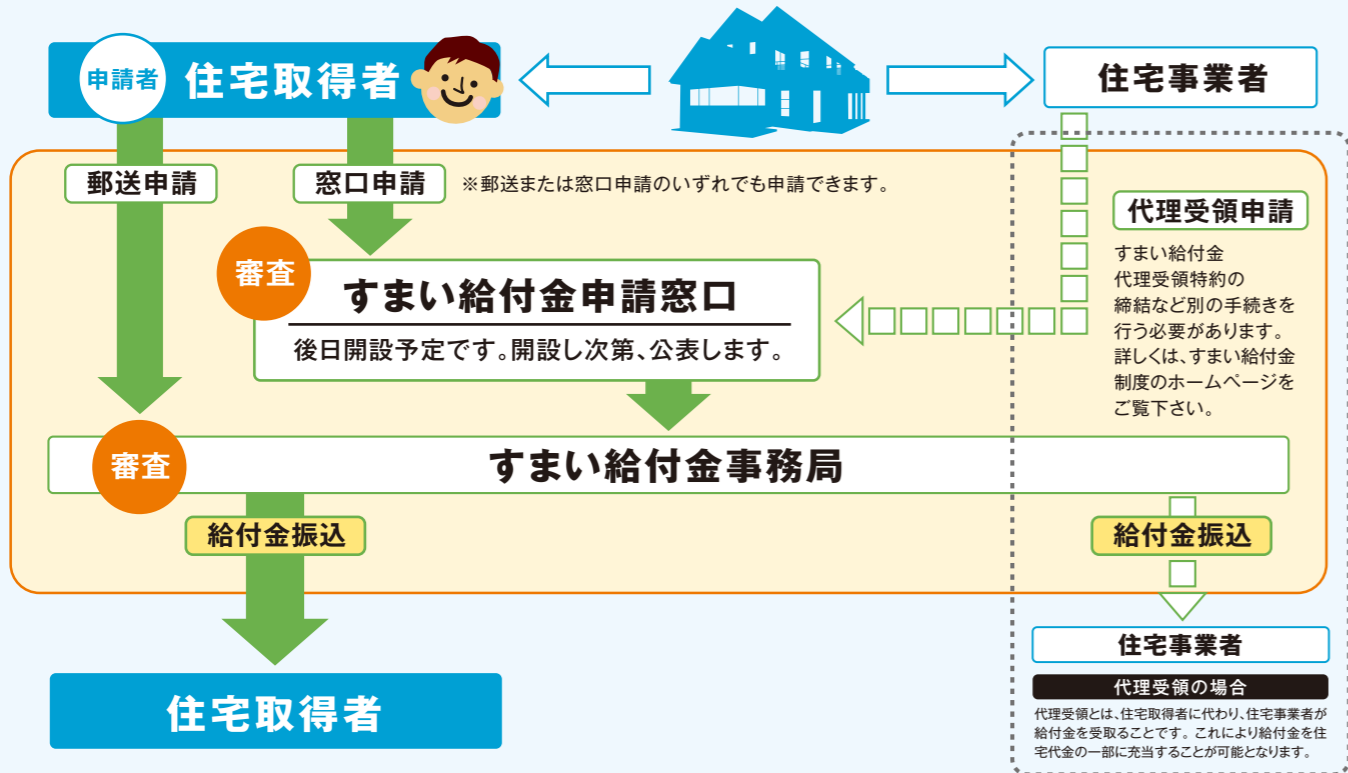 申請者 住宅取得者
住宅事業者
郵送申請
窓口申請
※郵送または窓口申請のいずれでも申請できます。
代理受領申請
すまい給付金
代理受領特約の
締結など別の手続きを
行う必要があります。
詳しくは、すまい給付金
制度のホームページを
ご覧下さい。
審査
すまい給付金申請窓口
後日開設予定です。開設し次第、公表します。
審査
すまい給付金事務局
給付金振込
給付金振込
住宅取得者
住宅事業者
代理受領の場合
代理受領とは、住宅取得者に代わり、住宅事業者が
給付金を受取ることです。これにより給付金を住
宅代金の一部に充当することが可能となります。